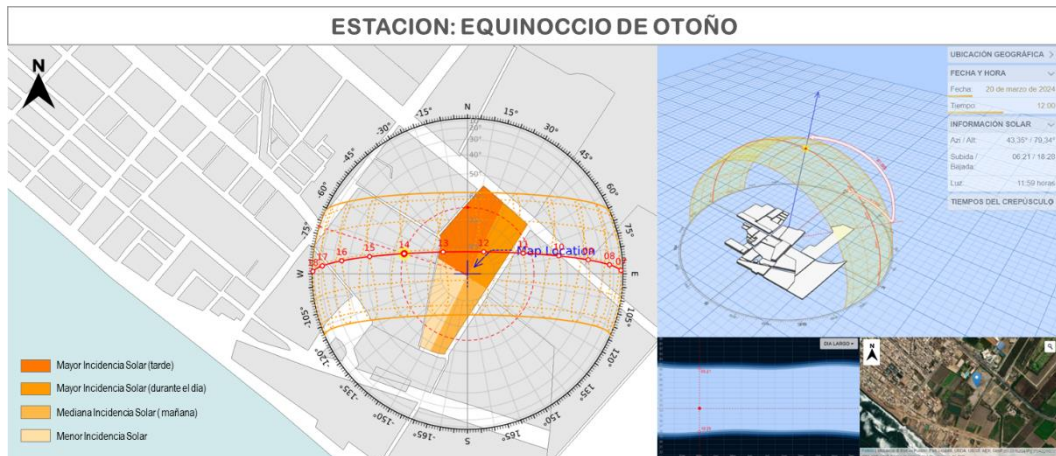 ESTACION: EQUINOCCIO DE OTOÑO
N
N
-15°
15°
-30°
30°
-45°
45°
-60°
60°
-75°
75°
W
E
-105°
105°
-120°
120°
-135°
135°
-150°
150°
-165°
165°
S
17
16
15
14
13
12
11
10
08
Map Location
Mayor Incidencia Solar (tarde)
Mayor Incidencia Solar (durante el dia)
Mediana Incidencia Solar ( mañana)
Menor Incidencia Solar
UBICACIÓN GEOGRÁFICA
FECHA Y HORA
Fecha: 20 de marzo de 2024
Tiempo: 12:00
INFORMACIÓN SOLAR
Azi / Alt: 43,35° / 79,34°
Subida / Bajada: 06:21 / 18:20
Luz: 11:59 horas
TIEMPOS DEL CREPÚSCULO
DIA LARGO
N